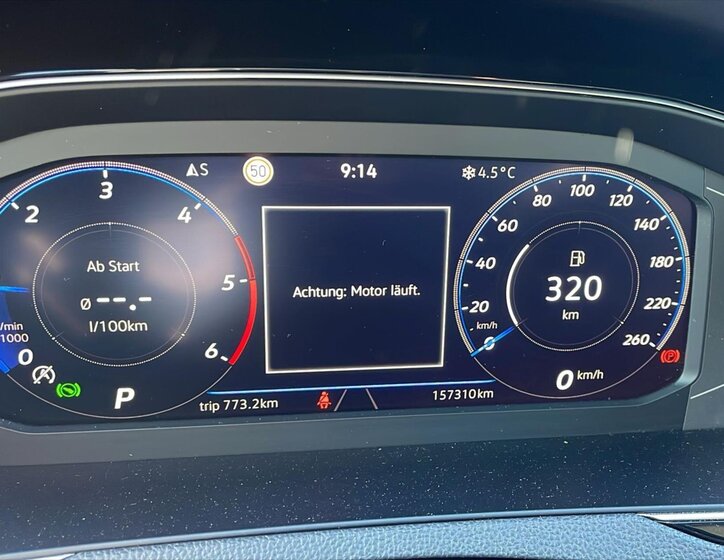 S
50
9:14
4.5°C
2
3
4
5
6
0
Ab Start
ø --.-
l/100km
/min
1000
P
Achtung: Motor läuft.
trip 773.2km
157310km
0
20
40
60
80
100
120
140
180
220
260
km/h
320
km
0 km/h
(P)